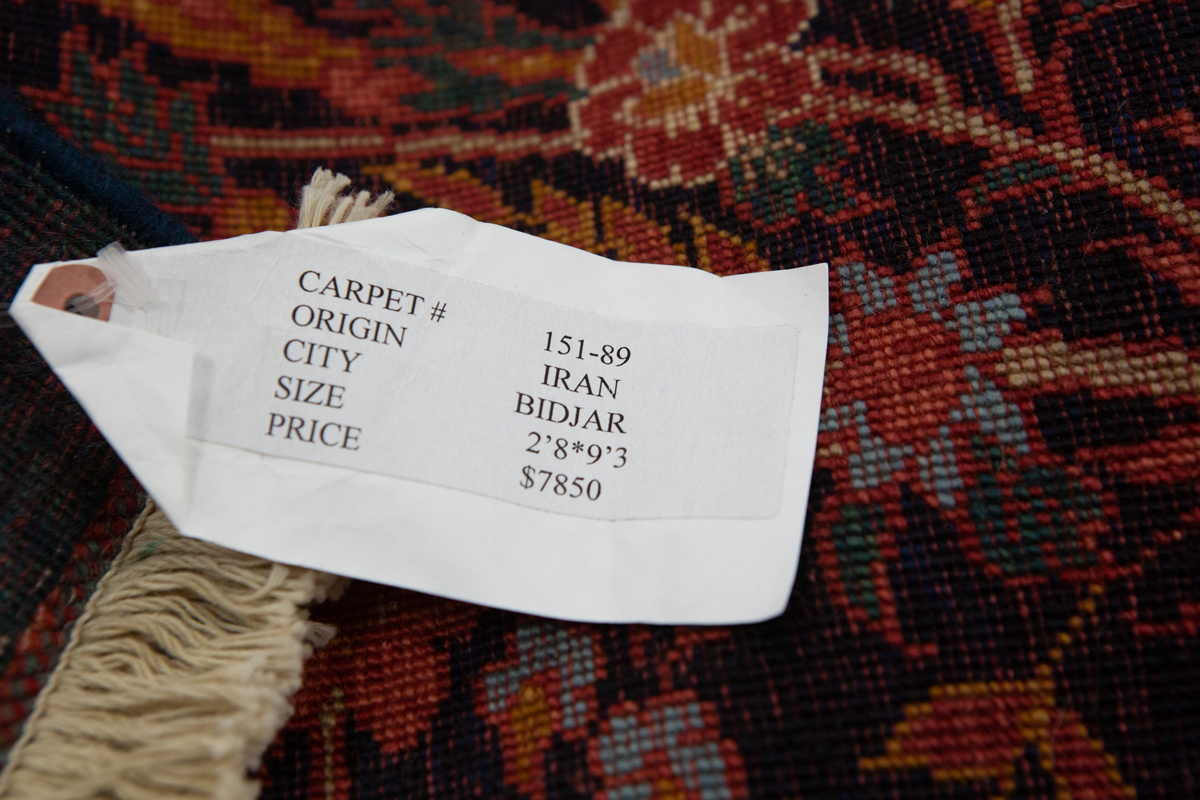 CARPET # 151-89
ORIGIN IRAN
CITY BIDJAR
SIZE 2’8*9’3
PRICE $7850